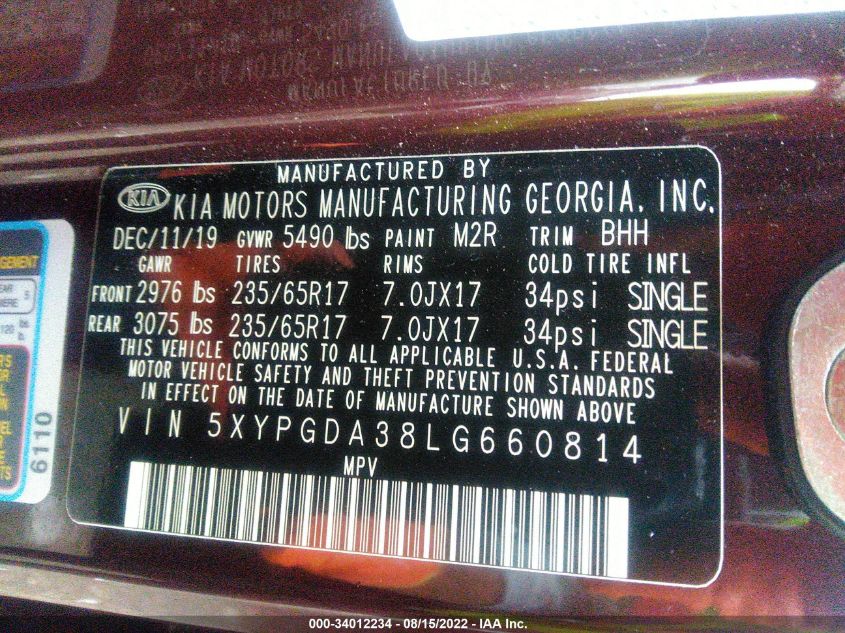 MANUFACTURED BY
KIA KIA MOTORS MANUFACTURING GEORGIA, INC.
DEC/11/19 GVWR 5490 lbs PAINT M2R TRIM BHH
GAWR TIRES RIMS COLD TIRE INFL
FRONT 2976 lbs 235/65R17 7.0JX17 34psi SINGLE
REAR 3075 lbs 235/65R17 7.0JX17 34psi SINGLE
THIS VEHICLE CONFORMS TO ALL APPLICABLE U.S.A. FEDERAL
MOTOR VEHICLE SAFETY AND THEFT PREVENTION STANDARDS
IN EFFECT ON THE DATE OF MANUFACTURE SHOWN ABOVE
VIN 5XYPGDA38LG660814
MPV
6110
000-34012234 - 08/15/2022 - IAA Inc.